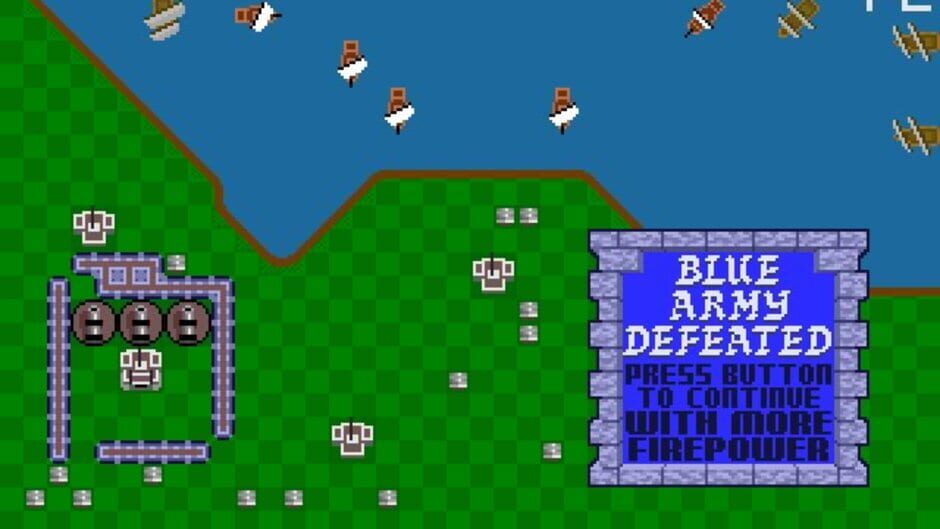 BLUE
ARMY
DEFEATED
PRESS BUTTON
TO CONTINUE
WITH MORE
FIREPOWER